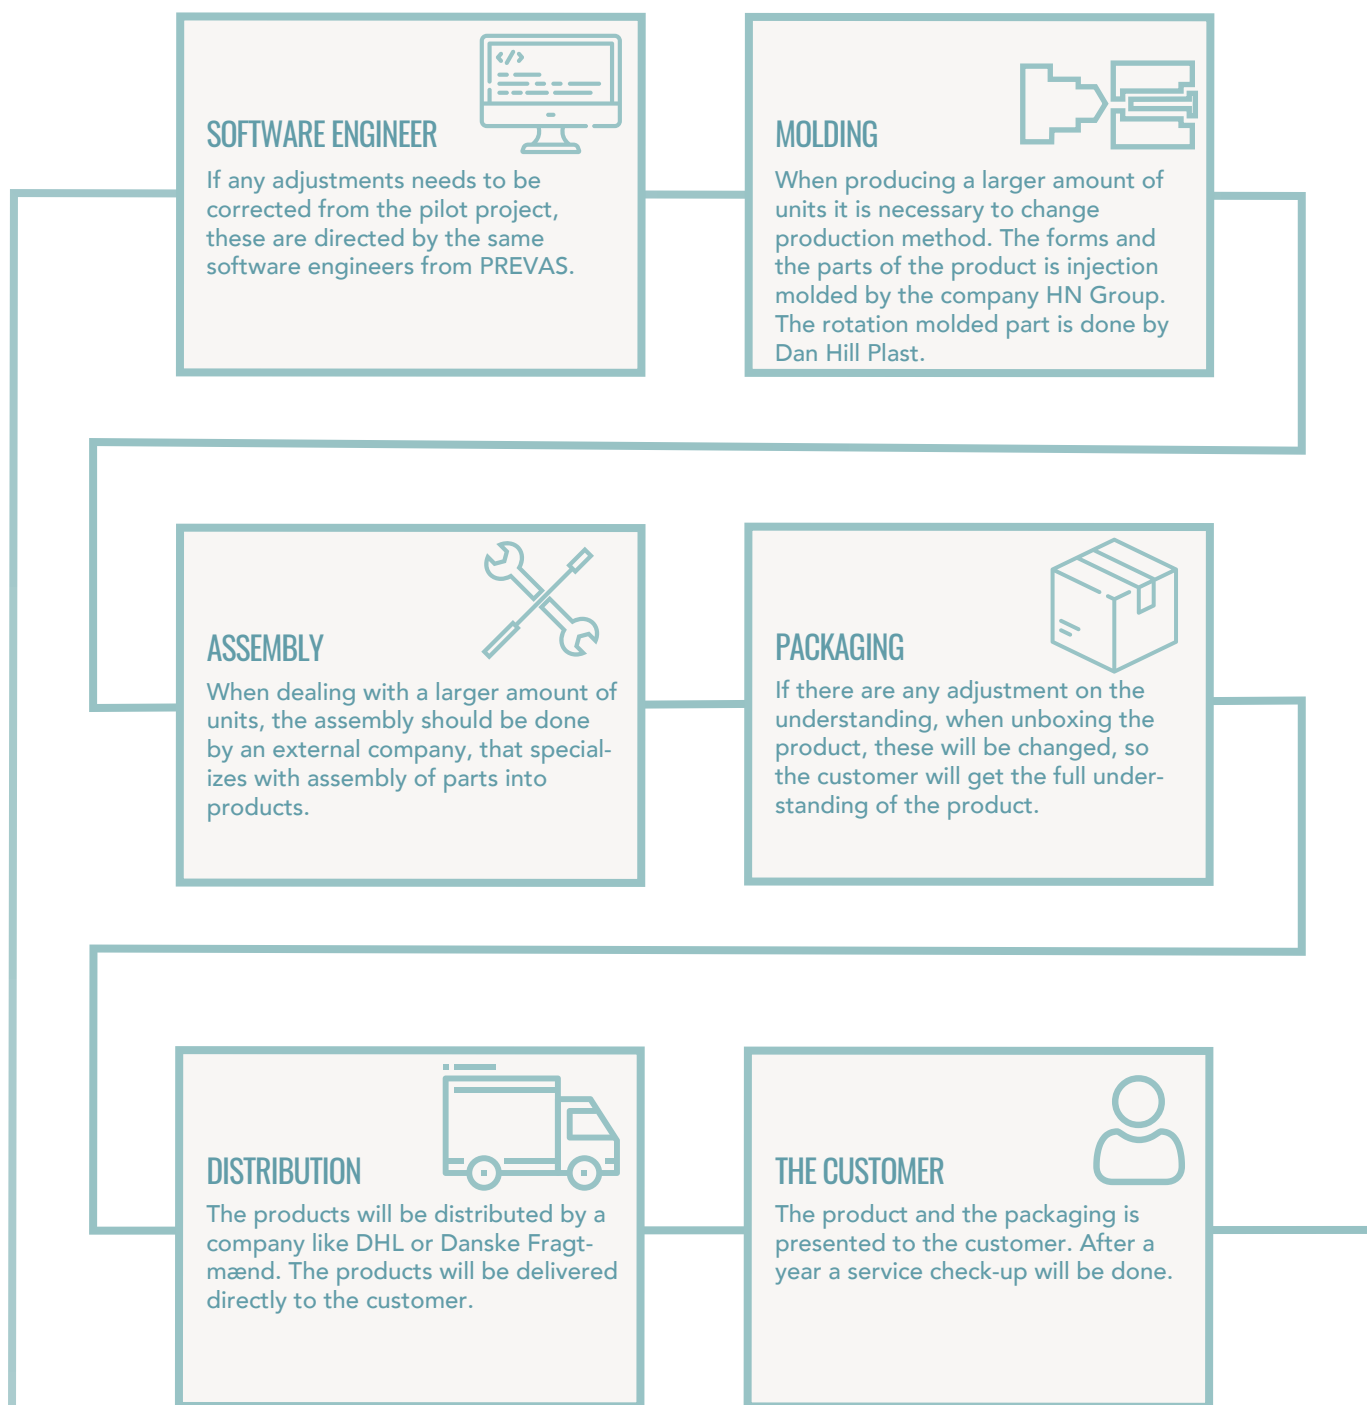 SOFTWARE ENGINEER
If any adjustments needs to be
corrected from the pilot project,
these are directed by the same
software engineers from PREVAS.
MOLDING
When producing a larger amount of
units it is necessary to change
production method. The forms and
the parts of the product is injection
molded by the company HN Group.
The rotation molded part is done by
Dan Hill Plast.
ASSEMBLY
When dealing with a larger amount of
units, the assembly should be done
by an external company, that special-
izes with assembly of parts into
products.
PACKAGING
If there are any adjustment on the
understanding, when unboxing the
product, these will be changed, so
the customer will get the full under-
standing of the product.
DISTRIBUTION
The products will be distributed by a
company like DHL or Danske Fragt-
mænd. The products will be delivered
directly to the customer.
THE CUSTOMER
The product and the packaging is
presented to the customer. After a
year a service check-up will be done.